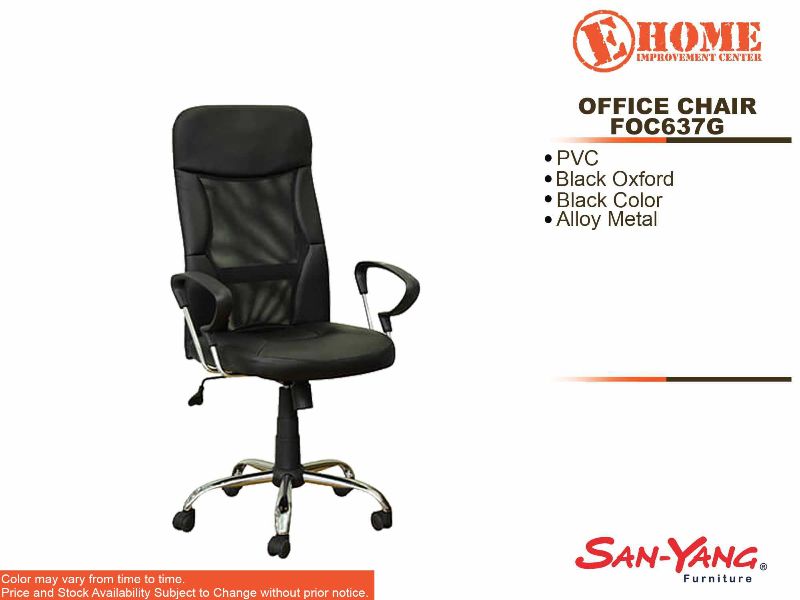 E HOME
IMPROVEMENT CENTER
OFFICE CHAIR
FOC637G
• PVC
• Black Oxford
• Black Color
• Alloy Metal
SAN-YANG®
Furniture
Color may vary from time to time.
Price and Stock Availability Subject to Change without prior notice.